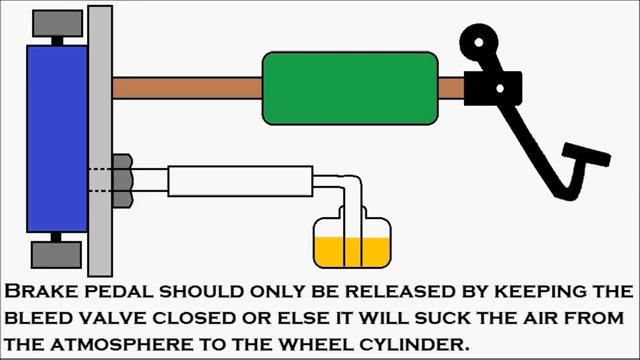 Brake pedal should only be released by keeping the
bleed valve closed or else it will suck the air from
the atmosphere to the wheel cylinder.